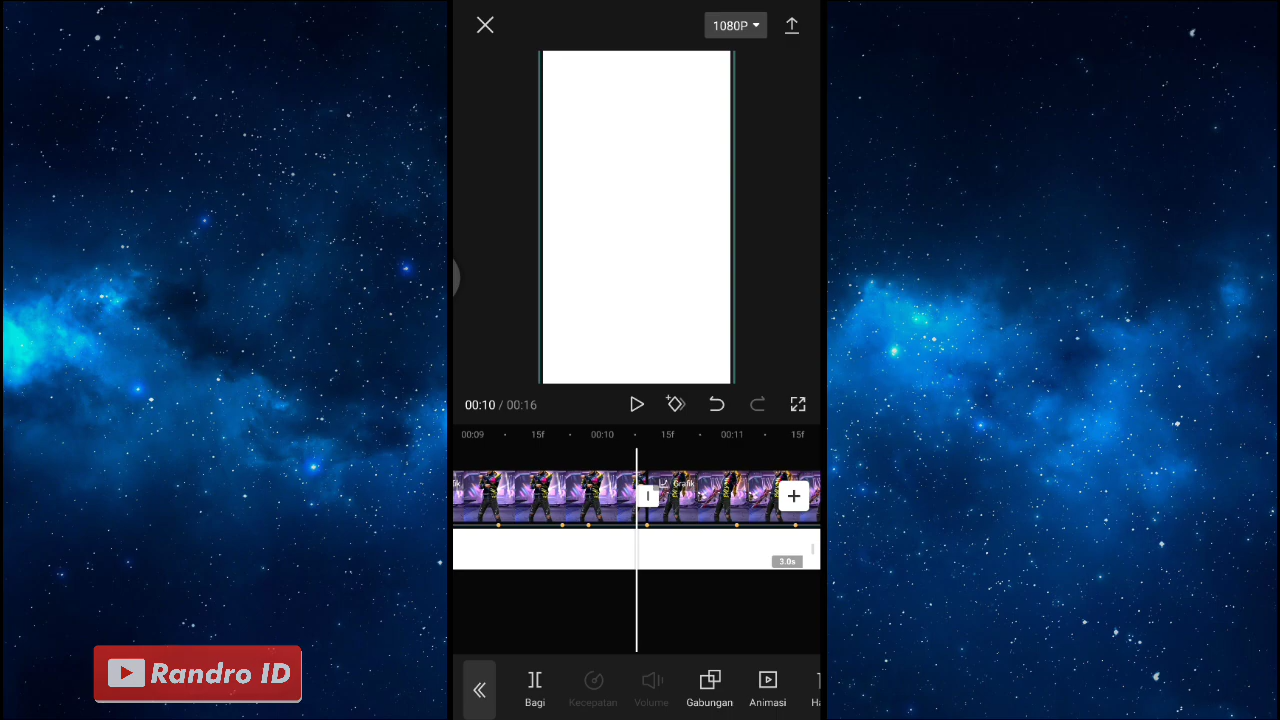 1080P
00:10 / 00:16
00:09 15f 00:10 15f 00:11 15f
Grafik
3.0s
Randro ID
Bagi Kecepatan Volume Gabungan Animasi